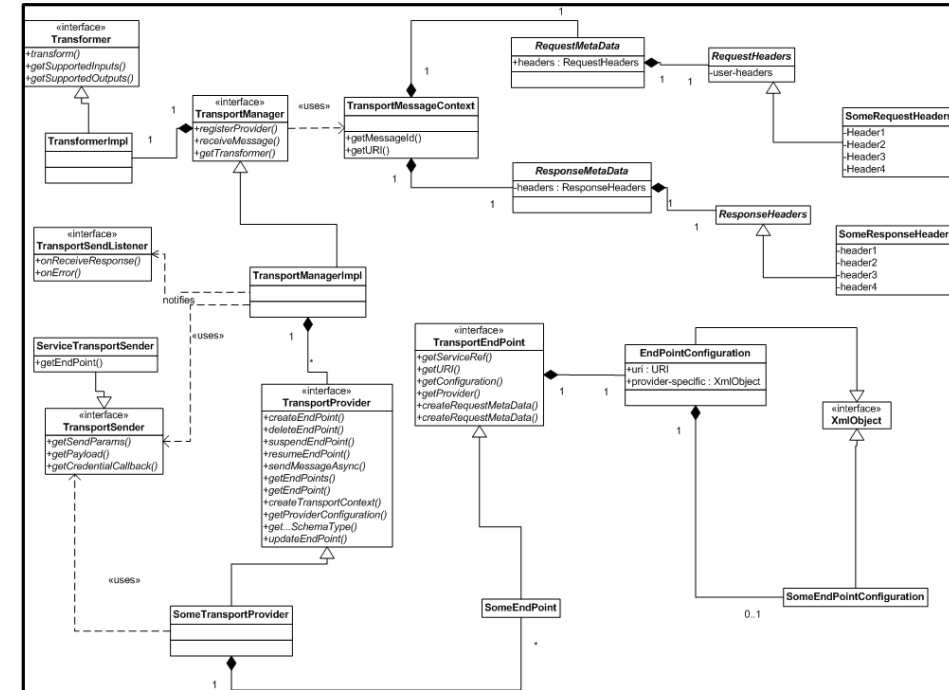 «interface»
Transformer
+transform()
+getSupportedInputs()
+getSupportedOutputs()
TransformerImpl
1
1
«interface»
TransportManager
+registerProvider()
+receiveMessage()
+getTransformer()
«uses»
TransportMessageContext
+getMessageId()
+getURI()
1
1
RequestMetaData
+headers : RequestHeaders
1
1
RequestHeaders
-user-headers
SomeRequestHeaders
-Header1
-Header2
-Header3
-Header4
1
1
ResponseMetaData
-headers : ResponseHeaders
1
1
ResponseHeaders
SomeResponseHeader
-header1
-header2
-header3
-header4
«interface»
TransportSendListener
+onReceiveResponse()
+onError()
notifies
TransportManagerImpl
«uses»
1
*
ServiceTransportSender
+getEndPoint()
«interface»
TransportSender
+getSendParams()
+getPayload()
+getCredentialCallback()
«interface»
TransportProvider
+createEndPoint()
+deleteEndPoint()
+suspendEndPoint()
+resumeEndPoint()
+sendMessageAsync()
+getEndPoints()
+getEndPoint()
+createTransportContext()
+getProviderConfiguration()
+get...SchemaType()
+updateEndPoint()
«interface»
TransportEndPoint
+getServiceRef()
+getURI()
+getConfiguration()
+getProvider()
+createRequestMetaData()
+createRequestMetaData()
1
1
EndPointConfiguration
+uri : URI
+provider-specific : XmlObject
1
«interface»
XmlObject
«uses»
SomeTransportProvider
1
SomeEndPoint
*
SomeEndPointConfiguration
0..1